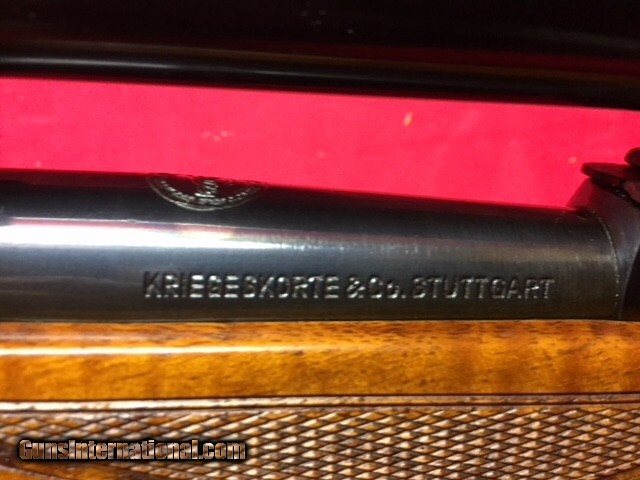 KRIEGESKORTE & Co. STUTTGART
GunsInternational.com